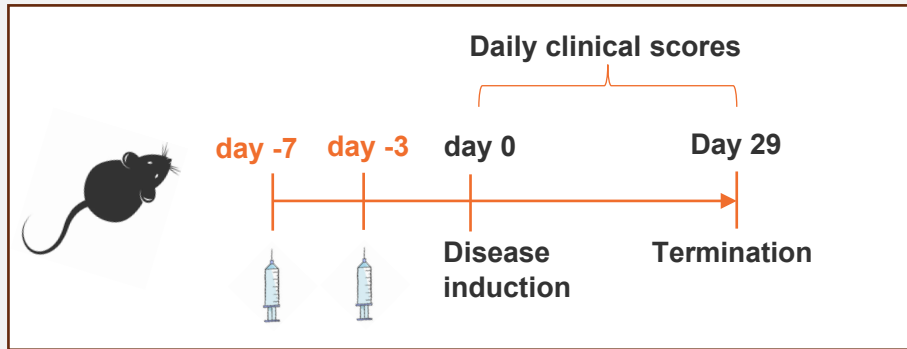 Daily clinical scores
day -7 day -3 day 0 Day 29
Disease
induction
Termination